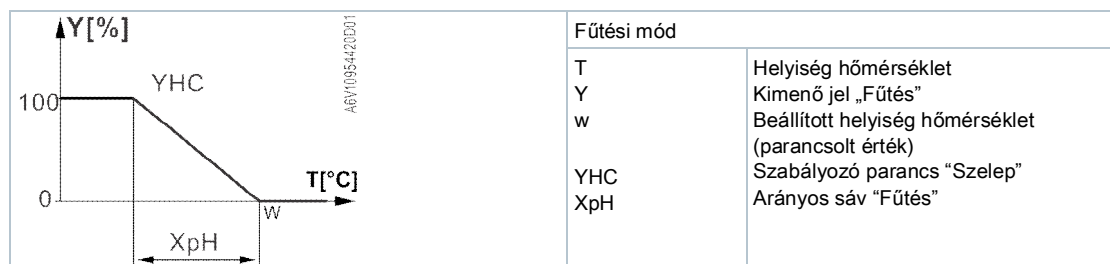 Y[%]
YHC
100
0
T[°C]
w
XpH
A6V10954420D01
Fűtési mód
T Helyiség hőmérséklet
Y Kimenő jel „Fűtés”
w Beállított helyiség hőmérséklet
(parancsolt érték)
YHC Szabályozó parancs “Szelep”
XpH Arányos sáv “Fűtés”